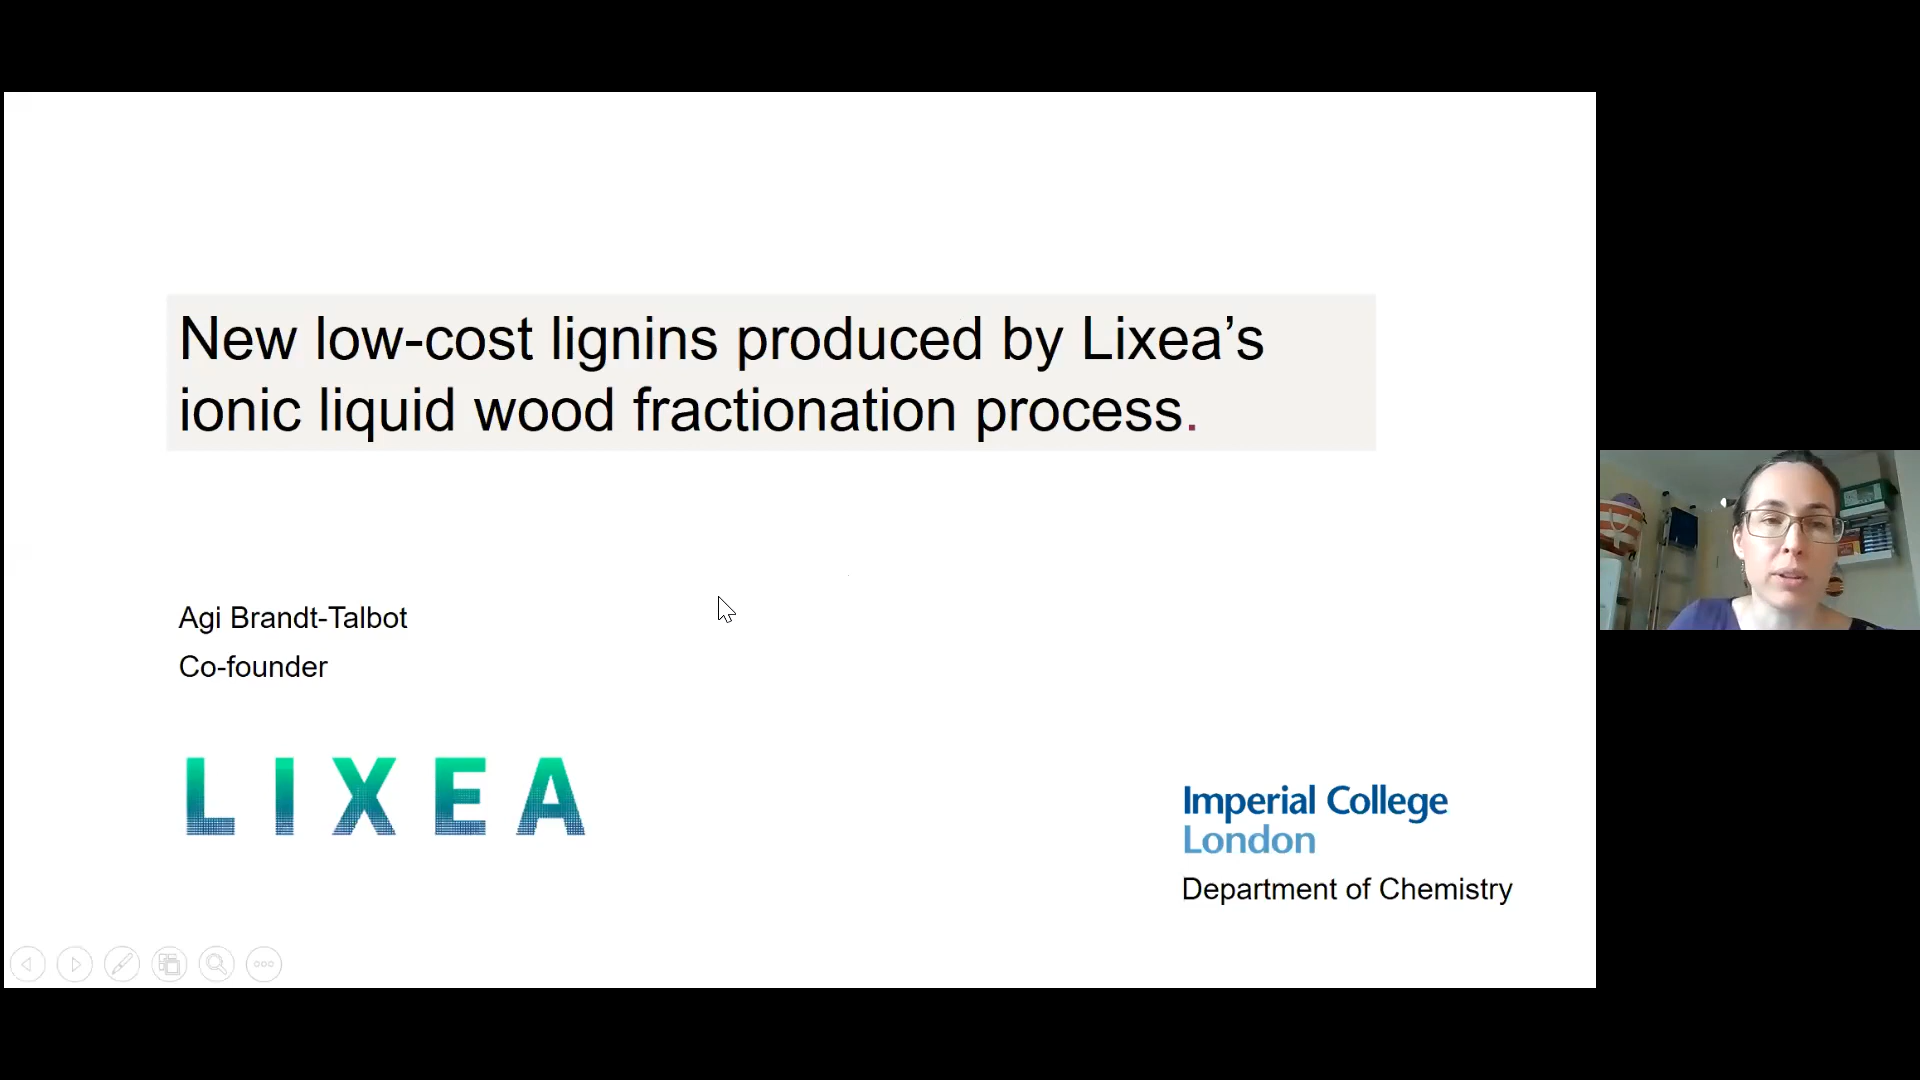 New low-cost lignins produced by Lixea’s
ionic liquid wood fractionation process.
Agi Brandt-Talbot
Co-founder
LIXEA
Imperial College
London
Department of Chemistry